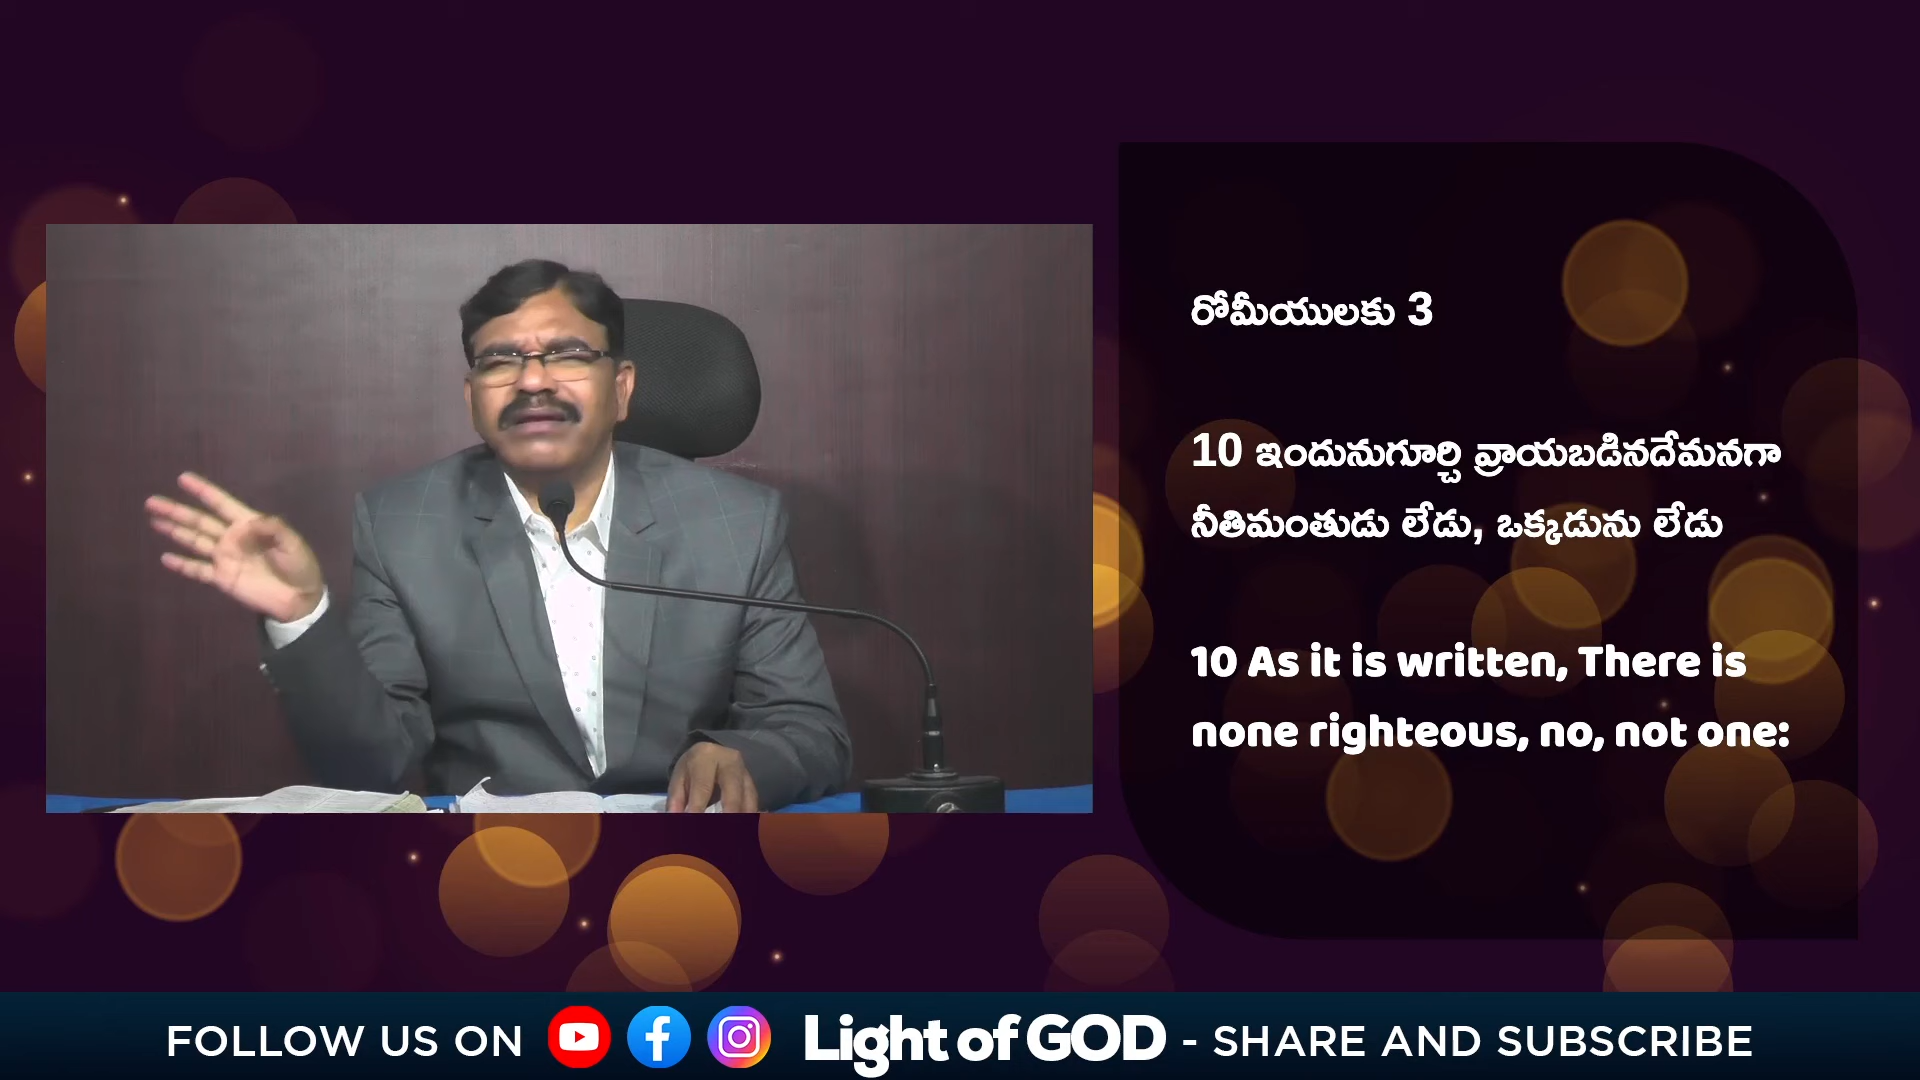 రోమీయులకు 3
10 ఇందునుగూర్చి వ్రాయబడినదేమనగా
నీతిమంతుడు లేడు, ఒక్కడును లేడు
10 As it is written, There is
none righteous, no, not one:
FOLLOW US ON Light of GOD - SHARE AND SUBSCRIBE